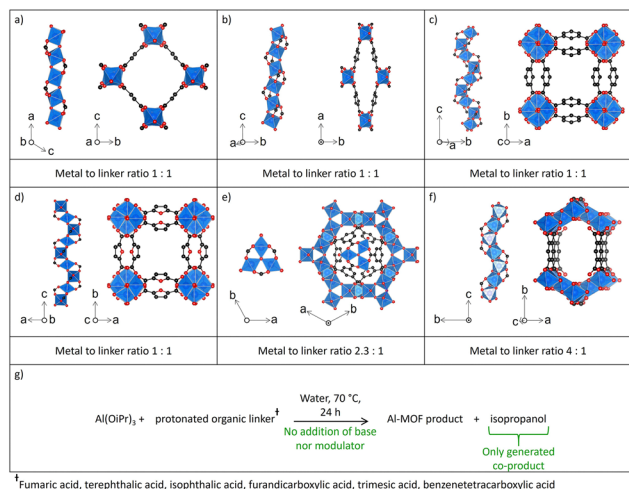 a)
b)
c)
a
b
c
c
a
b
c
a
b
b
a
c
a
b
b
c
a
Metal to linker ratio 1 : 1
Metal to linker ratio 1 : 1
Metal to linker ratio 1 : 1
d)
e)
f)
c
a
b
b
c
a
b
a
a
b
c
b
b
c
a
Metal to linker ratio 1 : 1
Metal to linker ratio 2.3 : 1
Metal to linker ratio 4 : 1
g)
Water, 70 °C,
24 h
Al(OiPr)3 + protonated organic linker†
Al-MOF product + isopropanol
No addition of base
nor modulator
Only generated
co-product
†Fumaric acid, terephthalic acid, isophthalic acid, furandicarboxylic acid, trimesic acid, benzenetetracarboxylic acid